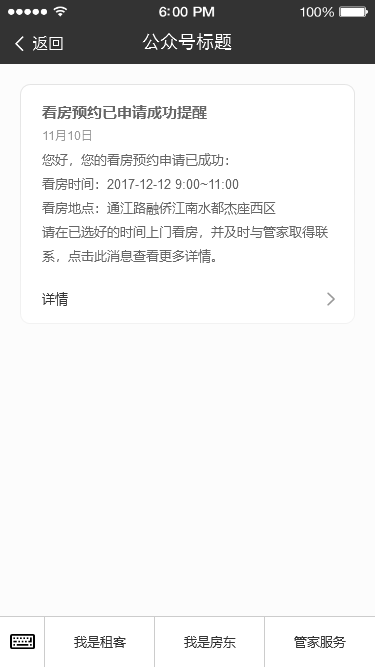 6:00 PM
100%
返回
公众号标题
看房预约已申请成功提醒
11月10日
您好，您的看房预约申请已成功：
看房时间：2017-12-12 9:00~11:00
看房地点：通江路融侨江南水都杰座西区
请在已选好的时间上门看房，并及时与管家取得联
系，点击此消息查看更多详情。
详情
我是租客
我是房东
管家服务